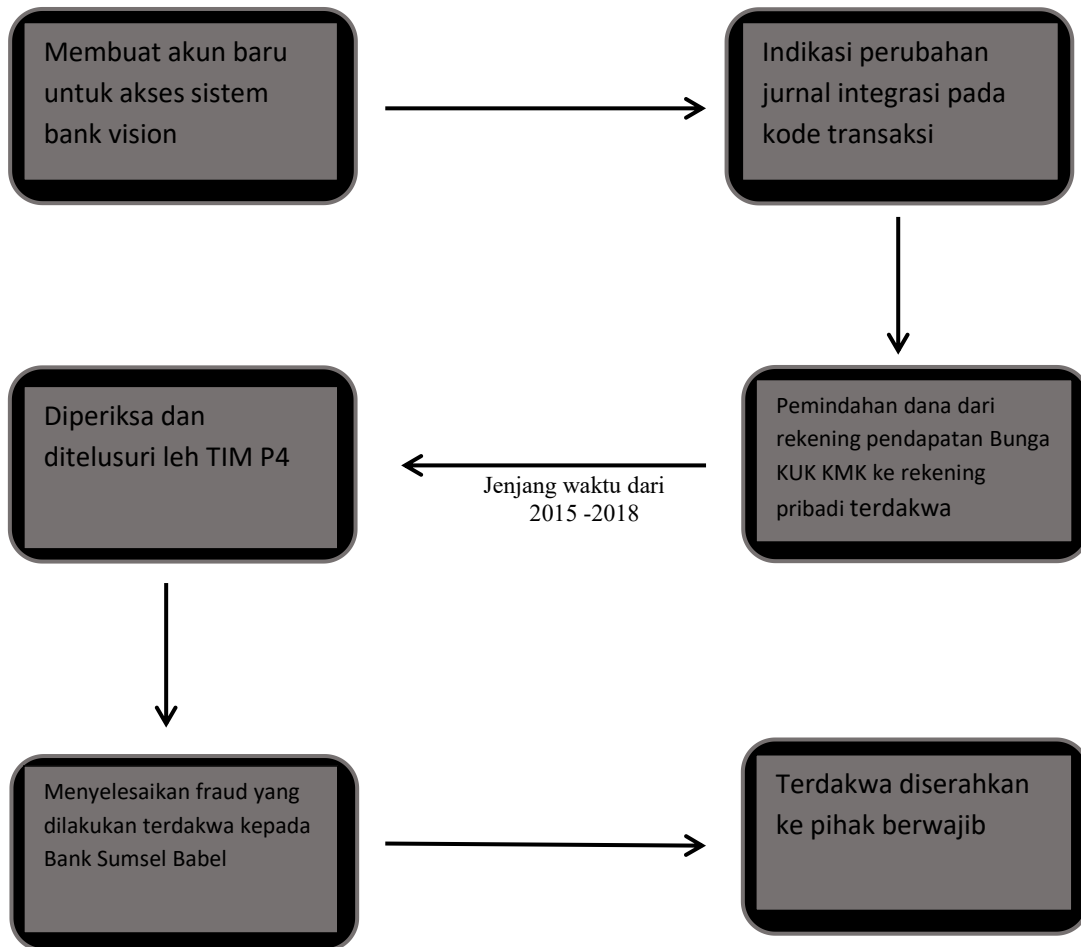 Membuat akun baru
untuk akses sistem
bank vision
Indikasi perubahan
jurnal integrasi pada
kode transaksi
Pemindahan dana dari
rekening pendapatan Bunga
KUK KMK ke rekening
pribadi terdakwa
Jenjang waktu dari
2015 -2018
Diperiksa dan
ditelusuri leh TIM P4
Menyelesaikan fraud yang
dilakukan terdakwa kepada
Bank Sumsel Babel
Terdakwa diserahkan
ke pihak berwajib